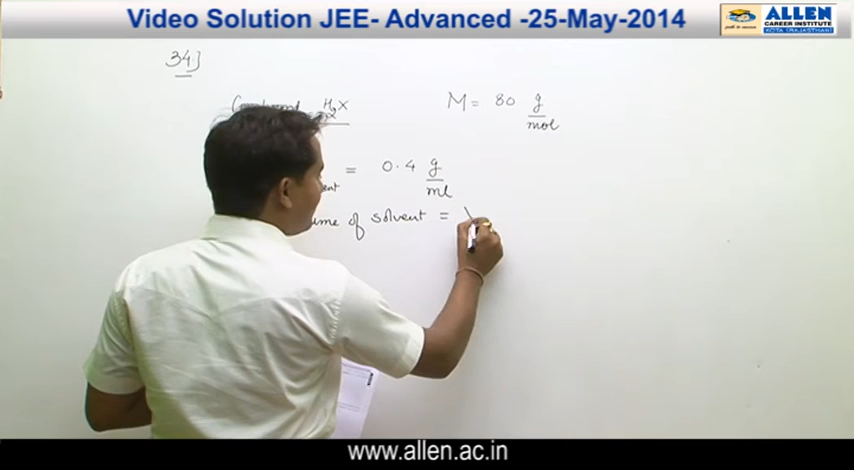 Video Solution JEE- Advanced -25-May-2014
ALLEN
CAREER INSTITUTE
KOTA (RAJASTHAN)
34)
H2X
M = 80 g/mol
= 0.4 g/ml
ume of solvent =
www.allen.ac.in